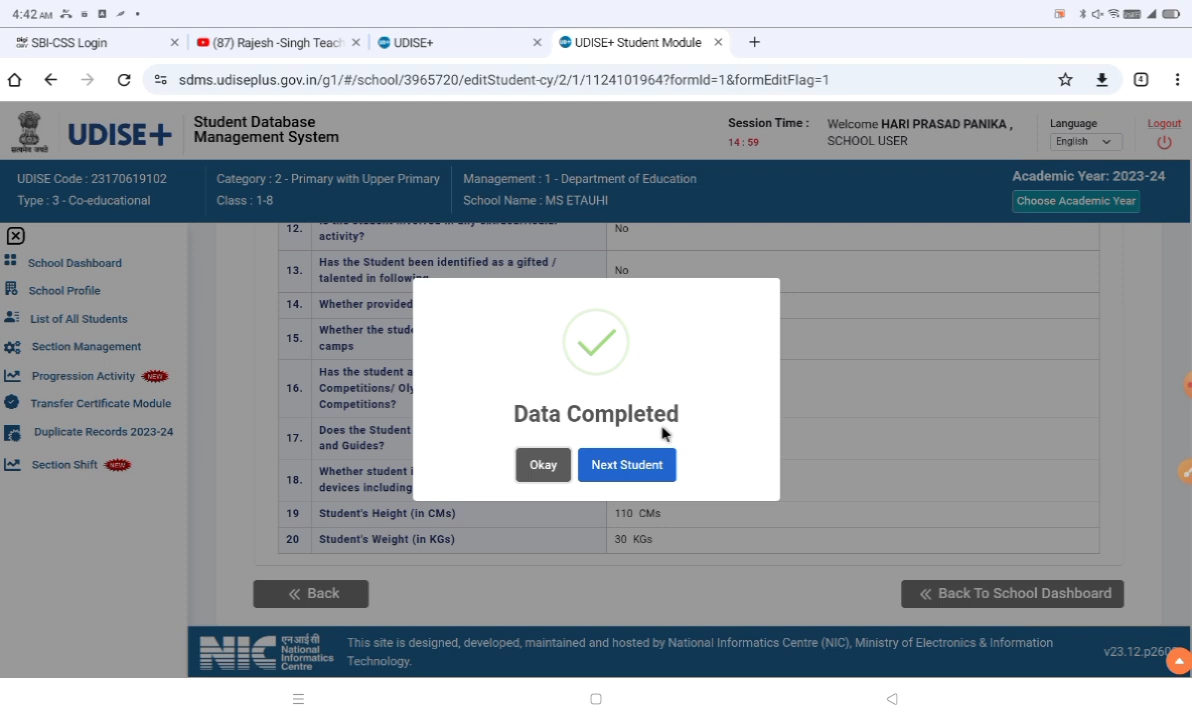 4:42 AM
SBI-CSS Login
(87) Rajesh -Singh Teach
UDISE+
UDISE+ Student Module
sdms.udiseplus.gov.in/g1/#/school/3965720/editStudent-cy/2/1/1124101964?formId=1&formEditFlag=1
4
सत्यमेव जयते
UDISE+
Student Database
Management System
Session Time :
14 : 59
Welcome HARI PRASAD PANIKA ,
SCHOOL USER
Language
English
Logout
UDISE Code : 23170619102
Type : 3 - Co-educational
Category : 2 - Primary with Upper Primary
Class : 1-8
Management : 1 - Department of Education
School Name : MS ETAUHI
Academic Year: 2023-24
Choose Academic Year
School Dashboard
School Profile
List of All Students
Section Management
Progression Activity NEW
Transfer Certificate Module
Duplicate Records 2023-24
Section Shift NEW
12.
activity?
No
13. Has the Student been identified as a gifted /
talented in following
No
14. Whether provided
15. Whether the stude
camps
16. Has the student a
Competitions/ Oly
Competitions?
17. Does the Student
and Guides?
18. Whether student i
devices including
19 Student's Height (in CMs) 110 CMs
20 Student's Weight (in KGs) 30 KGs
Data Completed
Okay
Next Student
Back
Back To School Dashboard
NIC
एनआईसी
National
Informatics
Centre
This site is designed, developed, maintained and hosted by National Informatics Centre (NIC), Ministry of Electronics & Information
Technology.